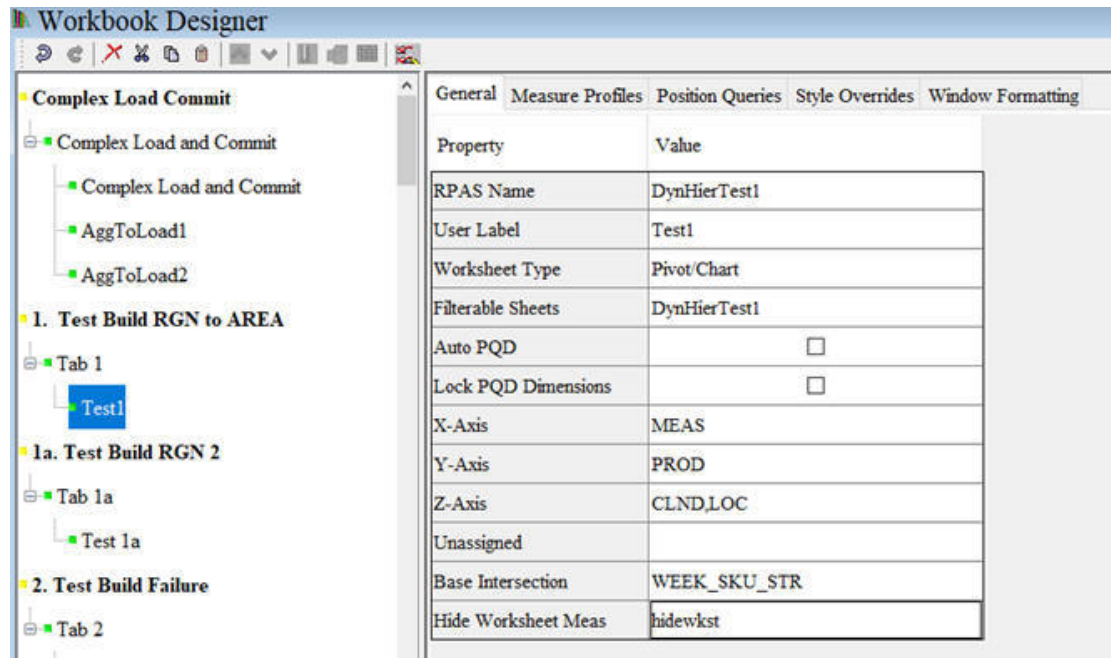 Workbook Designer
Complex Load Commit
Complex Load and Commit
Complex Load and Commit
AggToLoad1
AggToLoad2
1. Test Build RGN to AREA
Tab 1
Test1
1a. Test Build RGN 2
Tab 1a
Test 1a
2. Test Build Failure
Tab 2
General Measure Profiles Position Queries Style Overrides Window Formatting
Property Value
RPAS Name DynHierTest1
User Label Test1
Worksheet Type Pivot/Chart
Filterable Sheets DynHierTest1
Auto PQD
Lock PQD Dimensions
X-Axis MEAS
Y-Axis PROD
Z-Axis CLND,LOC
Unassigned
Base Intersection WEEK_SKU_STR
Hide Worksheet Meas hidewkst